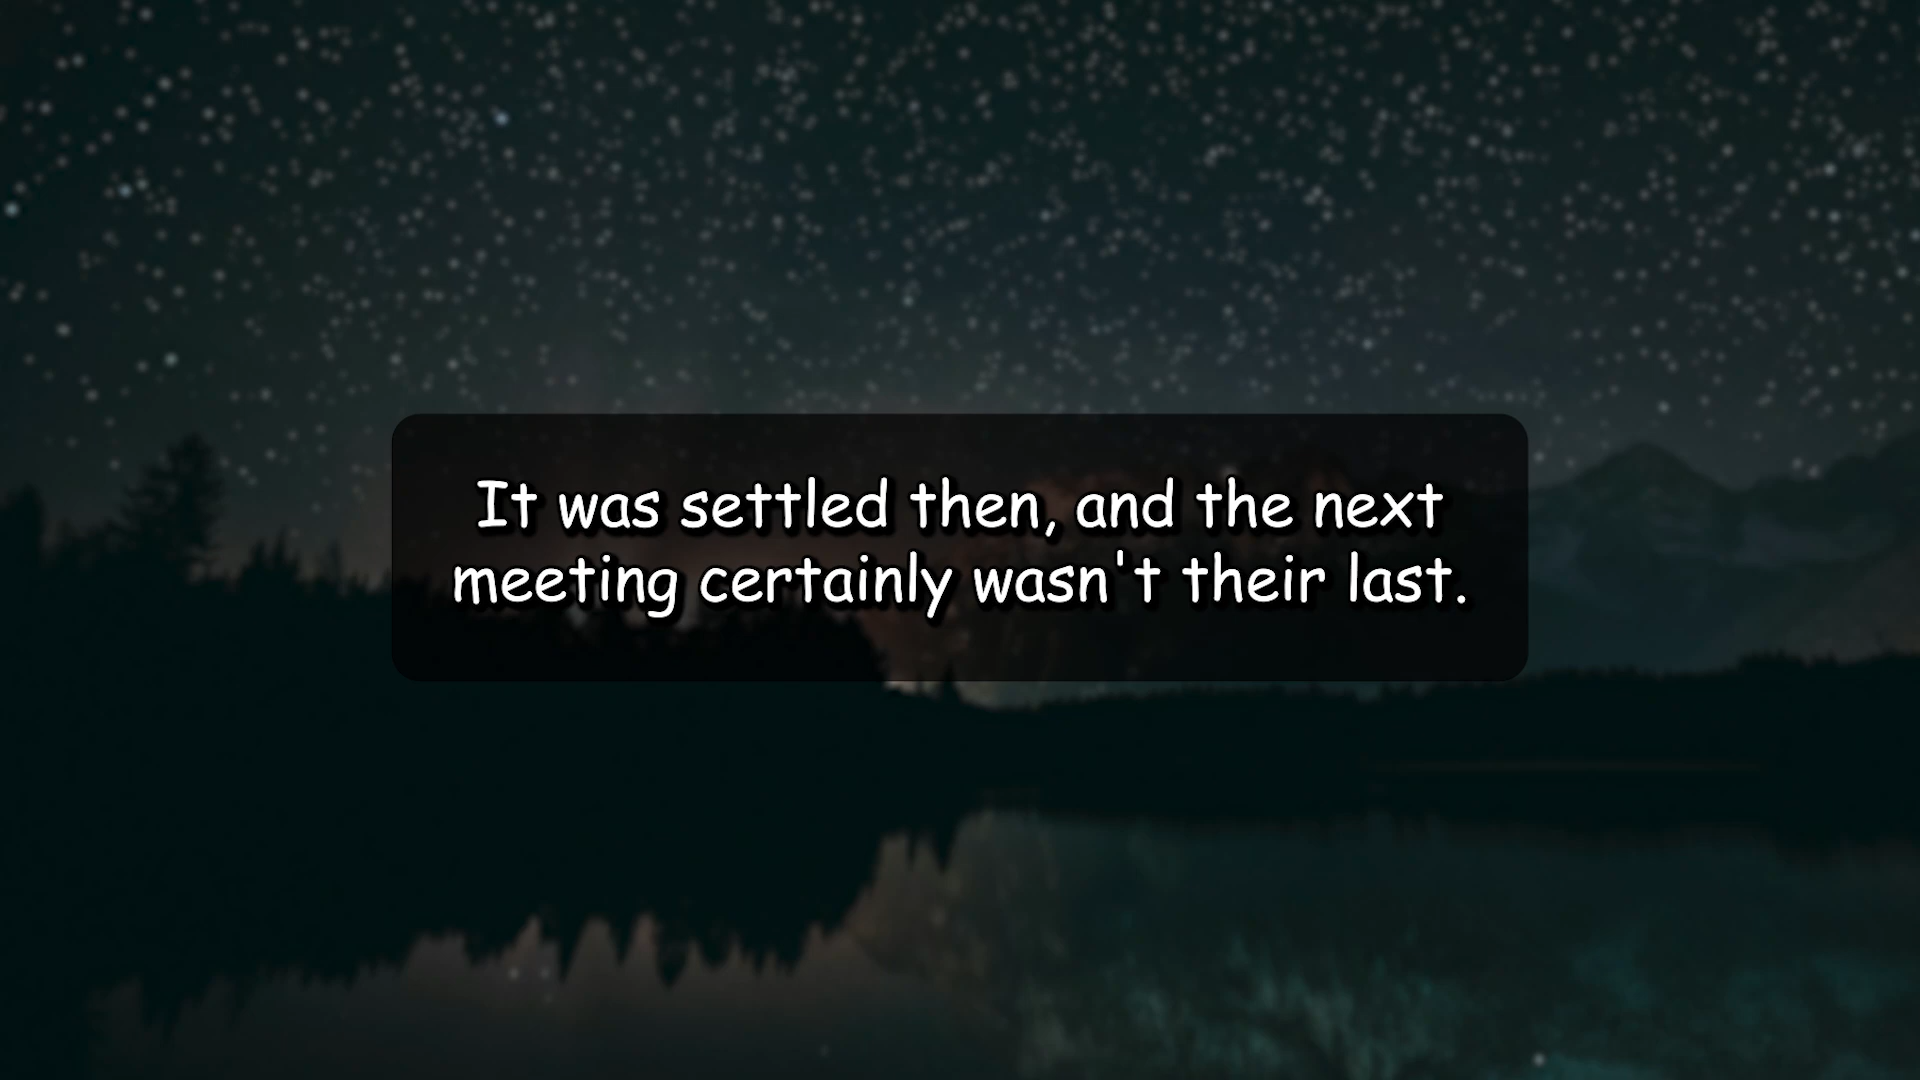 It was settled then, and the next
meeting certainly wasn't their last.